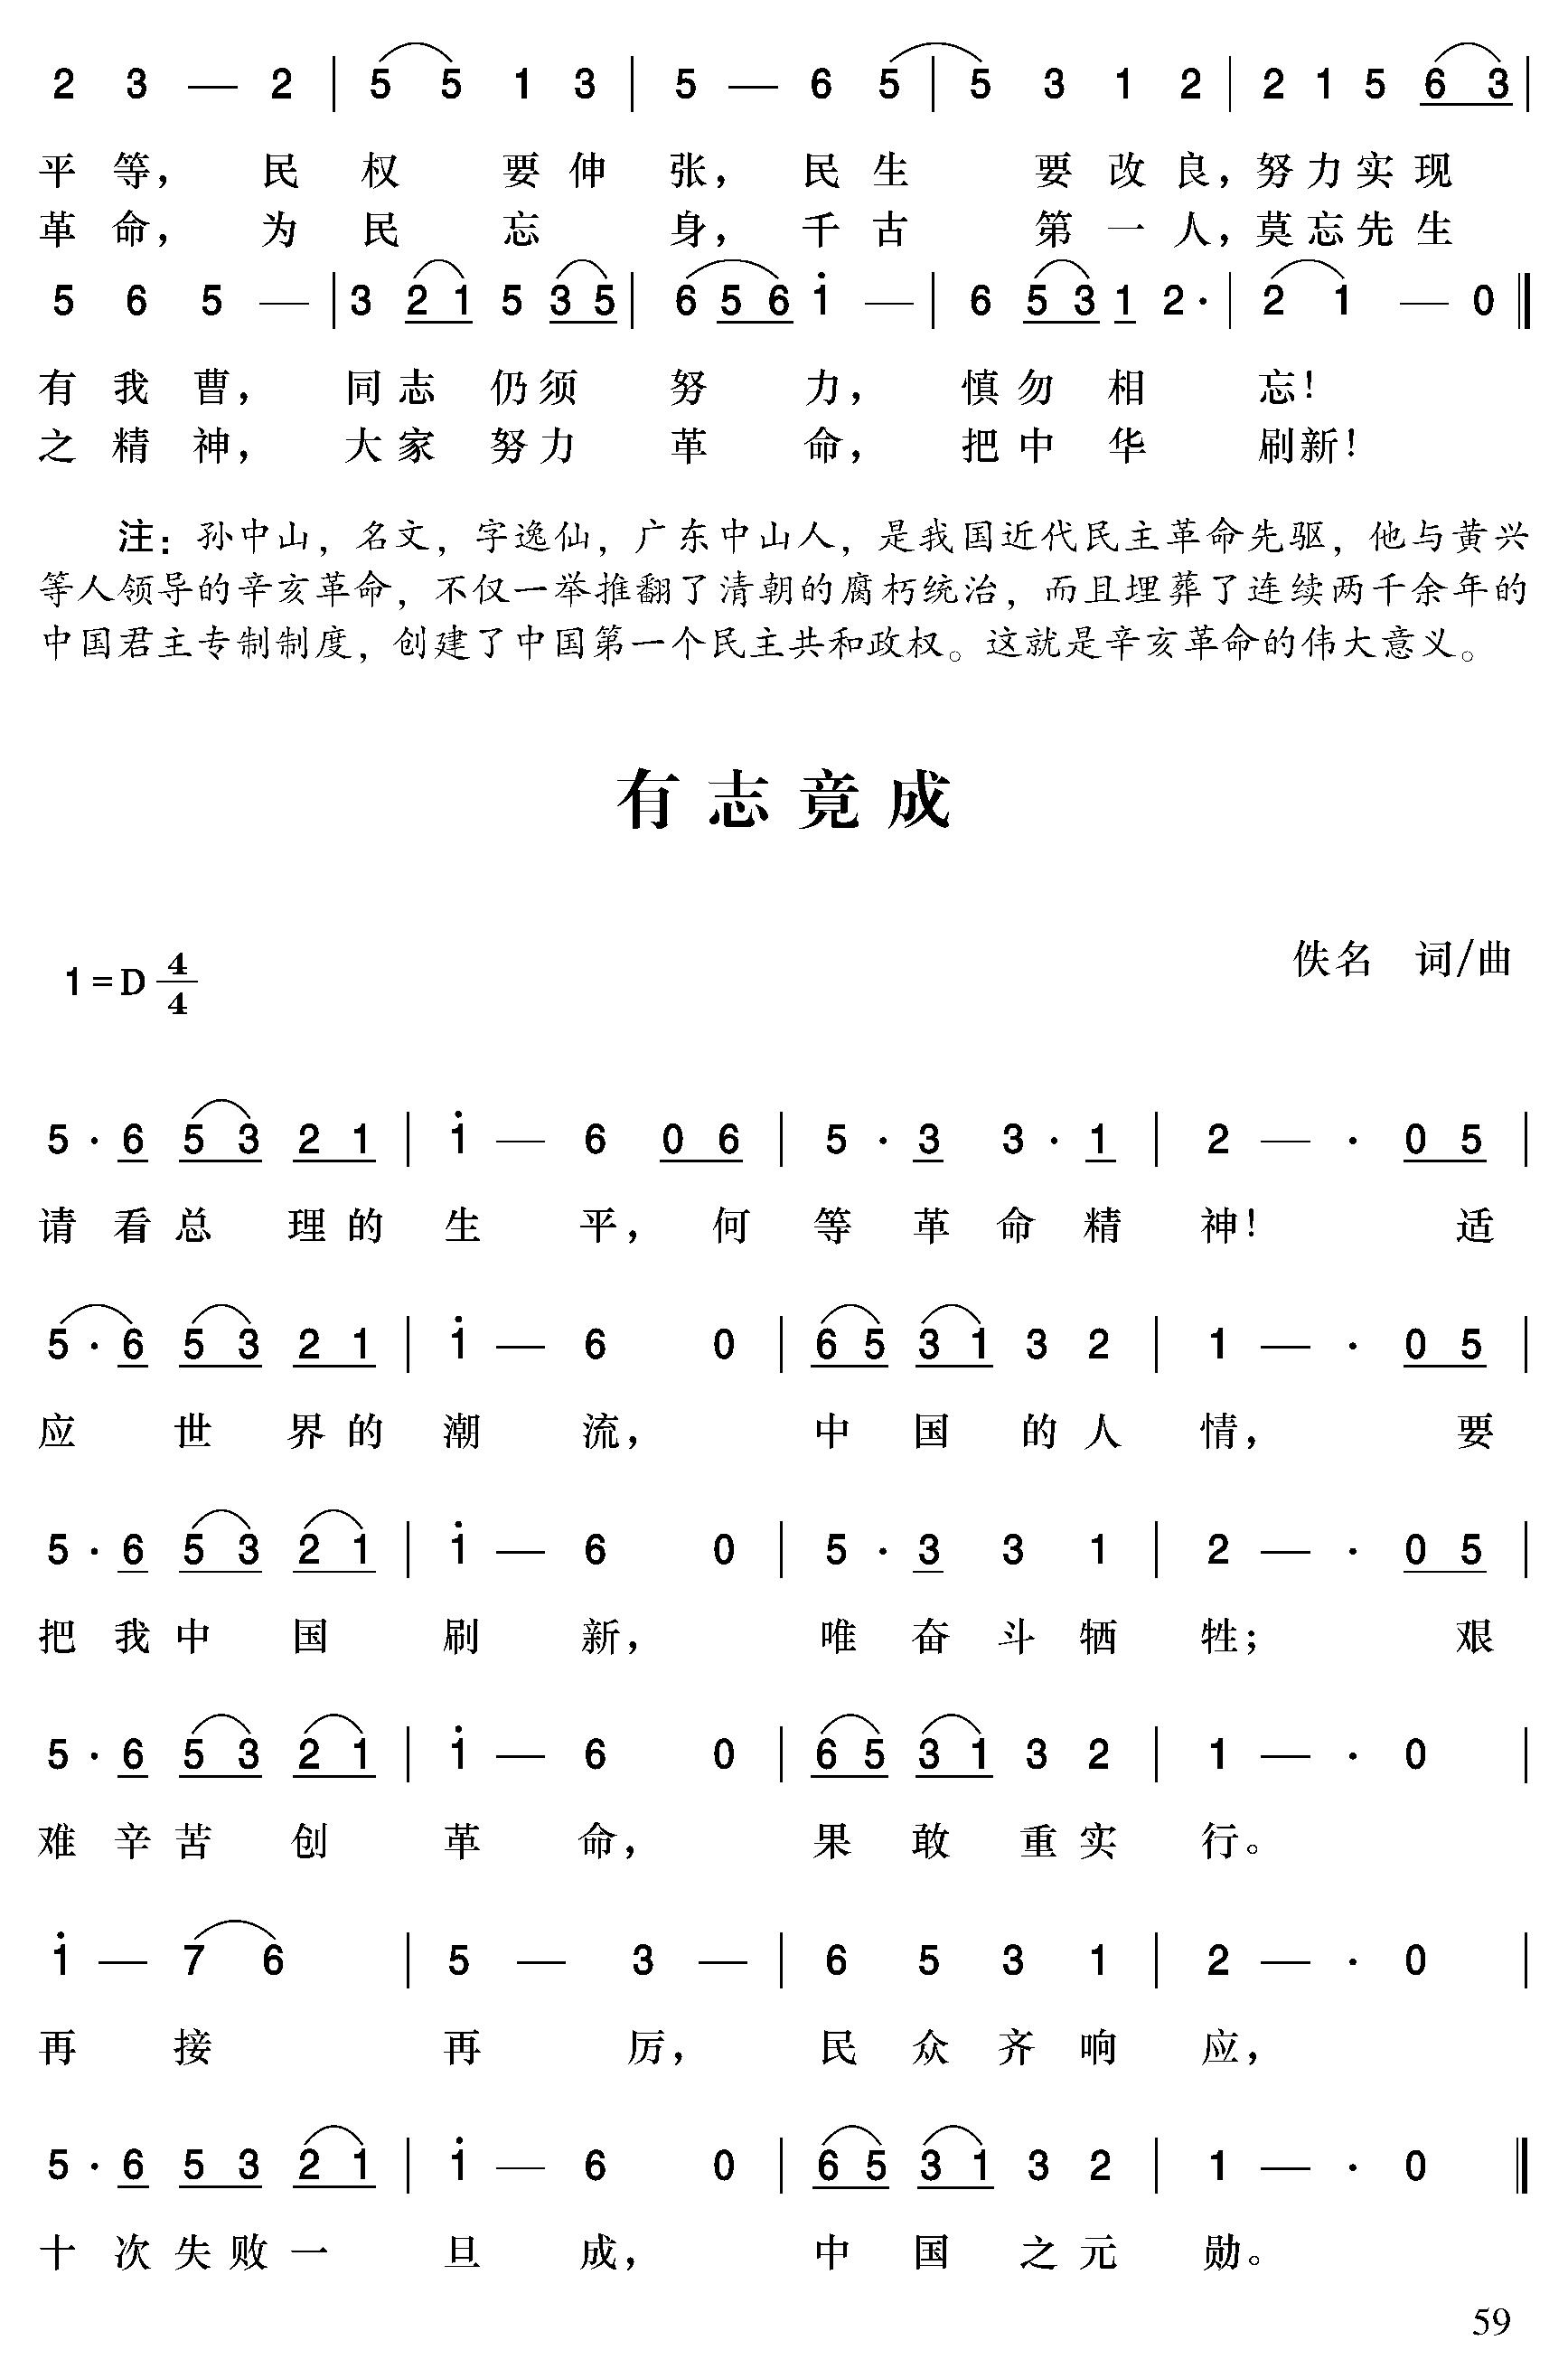 2 3 — 2 | 5 5 1 3 | 5 — 6 5 | 5 3 1 2 | 2 1 5 6 3 |
平等, 民权 要伸张, 民生 要改良, 努力实现
革命, 为民 忘 身, 千古 第一人, 莫忘先生
5 6 5 — | 3 2 1 5 3 5 | 6 5 6 i — | 6 5 3 1 2· | 2 1 — 0 ‖
有我曹, 同志仍须 努力, 慎勿相 忘!
之精神, 大家努力 革命, 把中华 刷新!
注: 孙中山, 名文, 字逸仙, 广东中山人, 是我国近代民主革命先驱, 他与黄兴
等人领导的辛亥革命, 不仅一举推翻了清朝的腐朽统治, 而且埋葬了连续两千余年的
中国君主专制制度, 创建了中国第一个民主共和政权。这就是辛亥革命的伟大意义。
有志竟成
佚名 词/曲
1=D 4/4
5· 6 5 3 2 1 | i — 6 0 6 | 5· 3 3· 1 | 2 — · 0 5 |
请看总理的 生 平, 何 等革命精 神! 适
5· 6 5 3 2 1 | i — 6 0 | 6 5 3 1 3 2 | 1 — · 0 5 |
应 世 界的 潮 流, 中 国 的人 情, 要
5· 6 5 3 2 1 | i — 6 0 | 5· 3 3 1 | 2 — · 0 5 |
把我中 国 刷 新, 唯奋斗牺 牲; 艰
5· 6 5 3 2 1 | i — 6 0 | 6 5 3 1 3 2 | 1 — · 0 |
难辛苦 创 革 命, 果 敢 重实 行。
i — 7 6 | 5 — 3 — | 6 5 3 1 | 2 — · 0 |
再 接 再 厉, 民众齐响 应,
5· 6 5 3 2 1 | i — 6 0 | 6 5 3 1 3 2 | 1 — · 0 ‖
十次失败一 旦 成, 中 国 之元 勋。
59